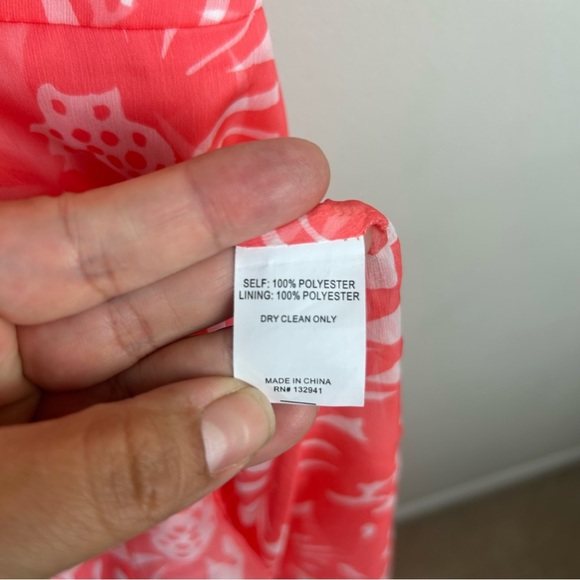 SELF: 100% POLYESTER
LINING: 100% POLYESTER
DRY CLEAN ONLY
MADE IN CHINA
RN# 132941